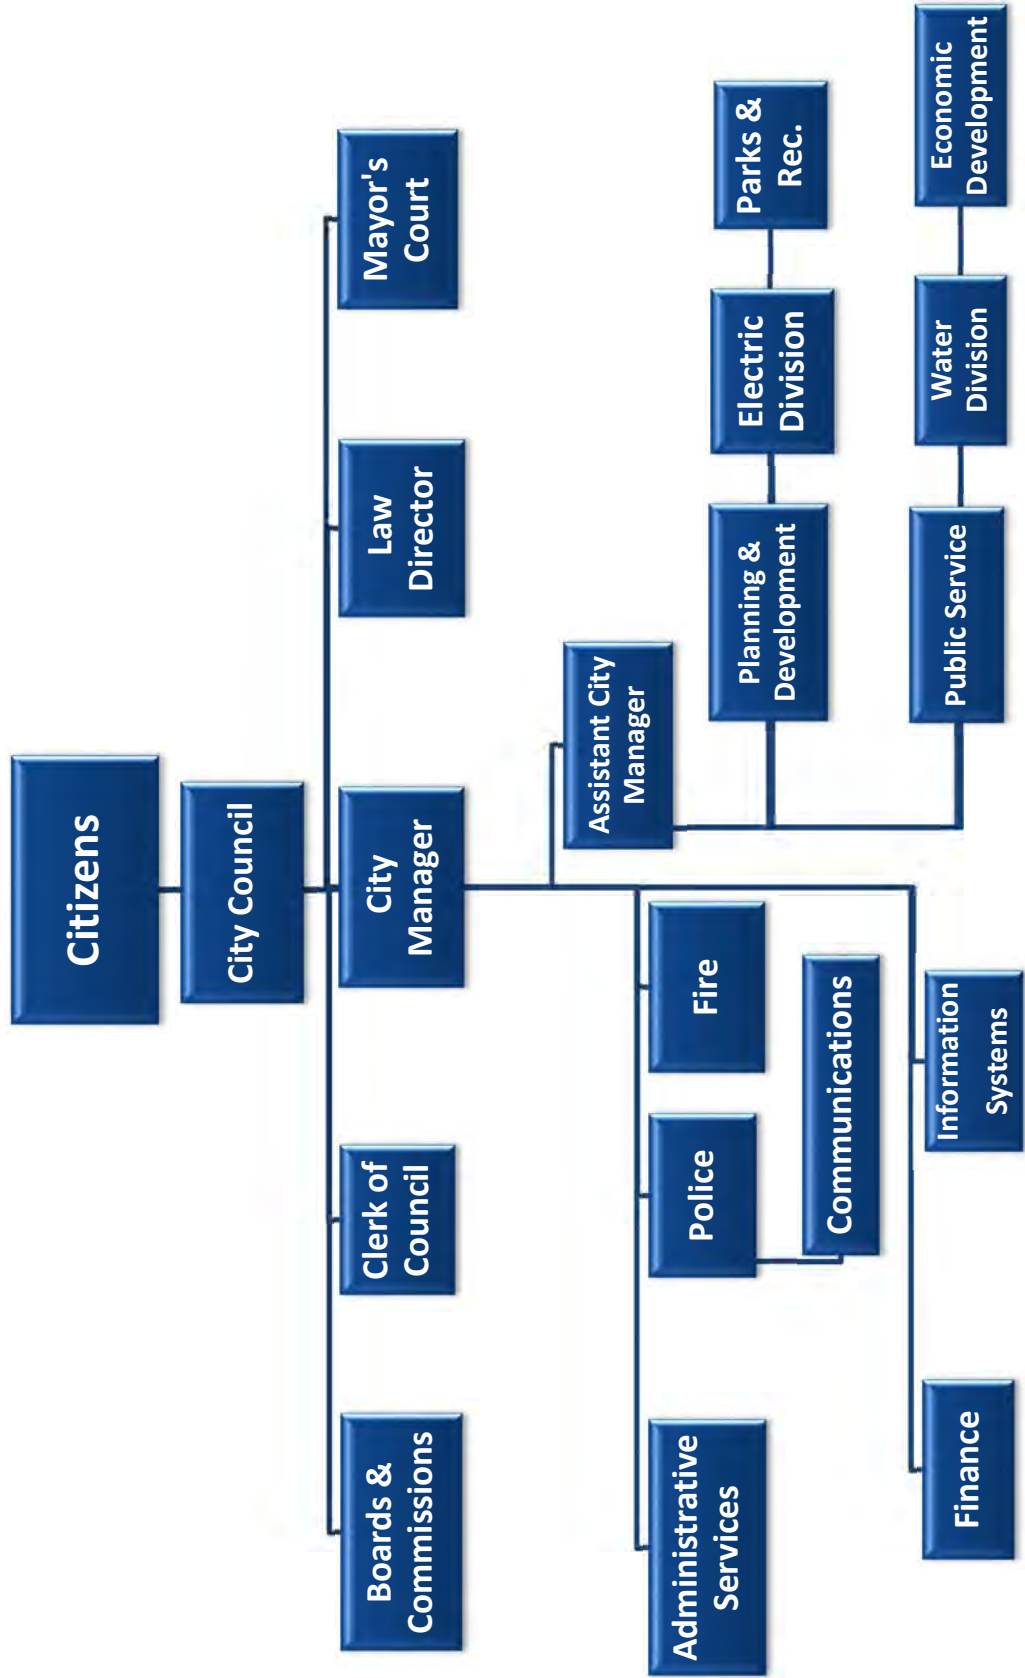 Citizens
City Council
Boards &
Commissions
Clerk of
Council
City
Manager
Law
Director
Mayor's
Court
Assistant City
Manager
Administrative
Services
Police
Fire
Communications
Finance
Information
Systems
Planning &
Development
Electric
Division
Parks &
Rec.
Public Service
Water
Division
Economic
Development